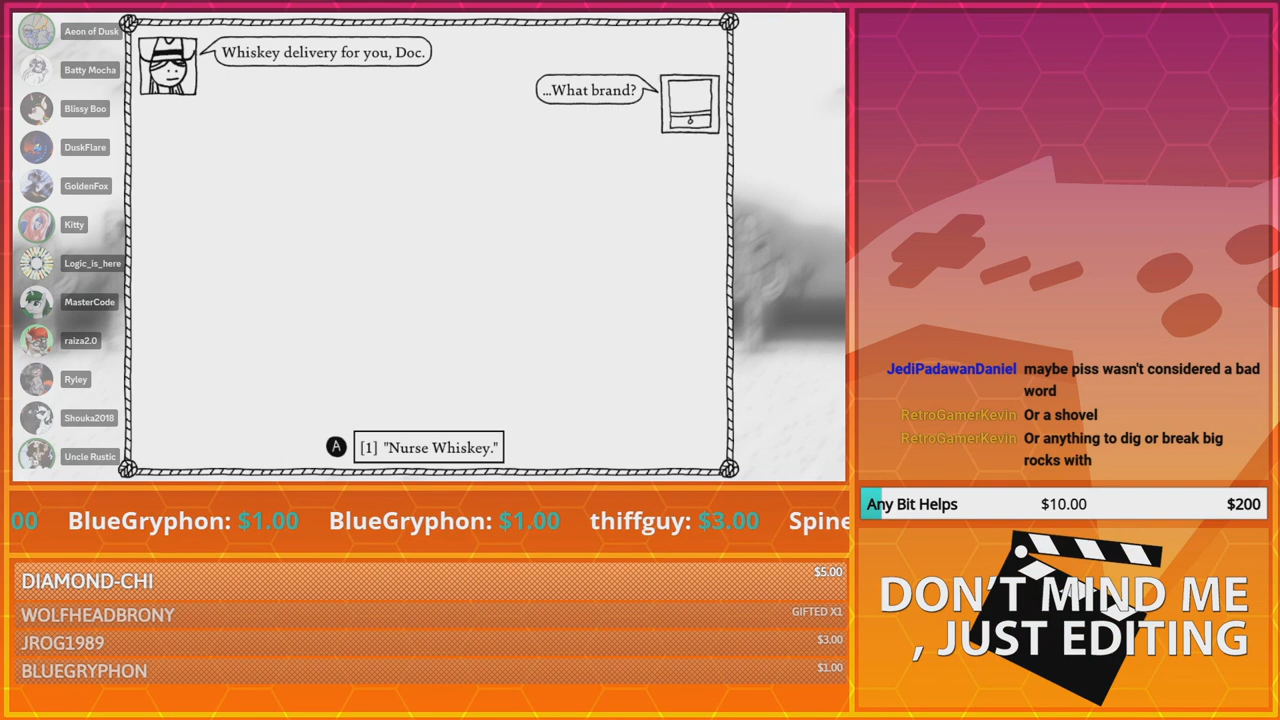 Aeon of Dusk
Batty Mocha
Blissy Boo
DuskFlare
GoldenFox
Kitty
Logic_is_here
MasterCode
raiza2.0
Ryley
Shouka2018
Uncle Rustic
Whiskey delivery for you, Doc.
...What brand?
A [1] "Nurse Whiskey."
JediPadawanDaniel maybe piss wasn't considered a bad
word
RetroGamerKevin Or a shovel
RetroGamerKevin Or anything to dig or break big
rocks with
Any Bit Helps $10.00 $200
00 BlueGryphon: $1.00 BlueGryphon: $1.00 thiffguy: $3.00 Spine
DIAMOND-CHI $5.00
WOLFHEADBRONY GIFTED X1
JROG1989 $3.00
BLUEGRYPHON $1.00
DON'T MIND ME
, JUST EDITING